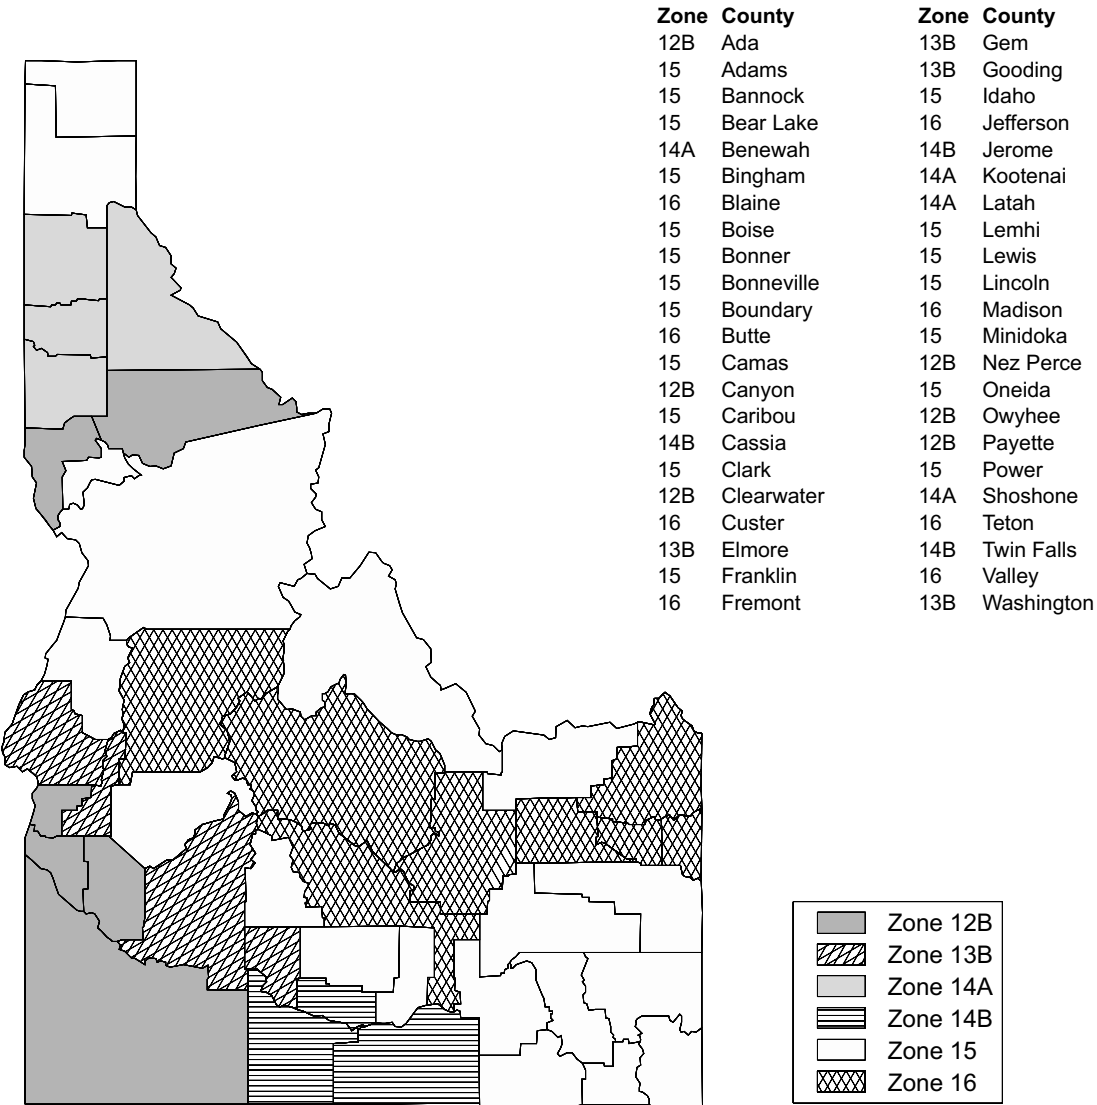 Zone County
12B Ada
15 Adams
15 Bannock
15 Bear Lake
14A Benewah
15 Bingham
16 Blaine
15 Boise
15 Bonner
15 Bonneville
15 Boundary
16 Butte
15 Camas
12B Canyon
15 Caribou
14B Cassia
15 Clark
12B Clearwater
16 Custer
13B Elmore
15 Franklin
16 Fremont
Zone County
13B Gem
13B Gooding
15 Idaho
16 Jefferson
14B Jerome
14A Kootenai
14A Latah
15 Lemhi
15 Lewis
15 Lincoln
16 Madison
15 Minidoka
12B Nez Perce
15 Oneida
12B Owyhee
12B Payette
15 Power
14A Shoshone
16 Teton
14B Twin Falls
16 Valley
13B Washington
Zone 12B
Zone 13B
Zone 14A
Zone 14B
Zone 15
Zone 16